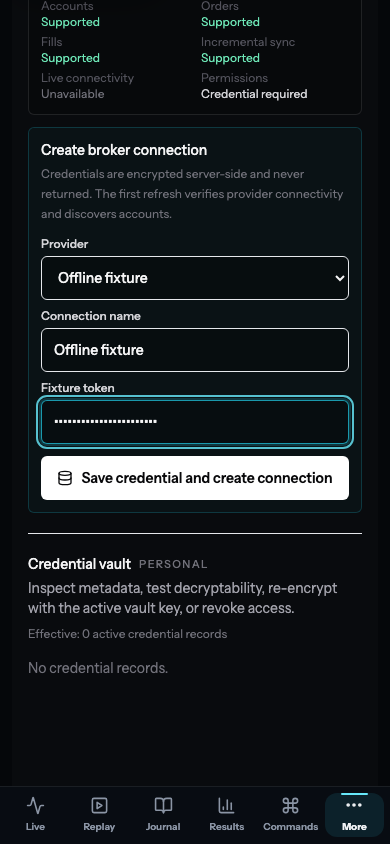 Accounts
Orders
Supported
Supported
Fills
Incremental sync
Supported
Supported
Live connectivity
Permissions
Unavailable
Credential required
Create broker connection
Credentials are encrypted server-side and never
returned. The first refresh verifies provider connectivity
and discovers accounts.
Provider
Offline fixture
Connection name
Offline fixture
Fixture token
Save credential and create connection
Credential vault PERSONAL
Inspect metadata, test decryptability, re-encrypt
with the active vault key, or revoke access.
Effective: 0 active credential records
No credential records.
Live
Replay
Journal
Results
Commands
More